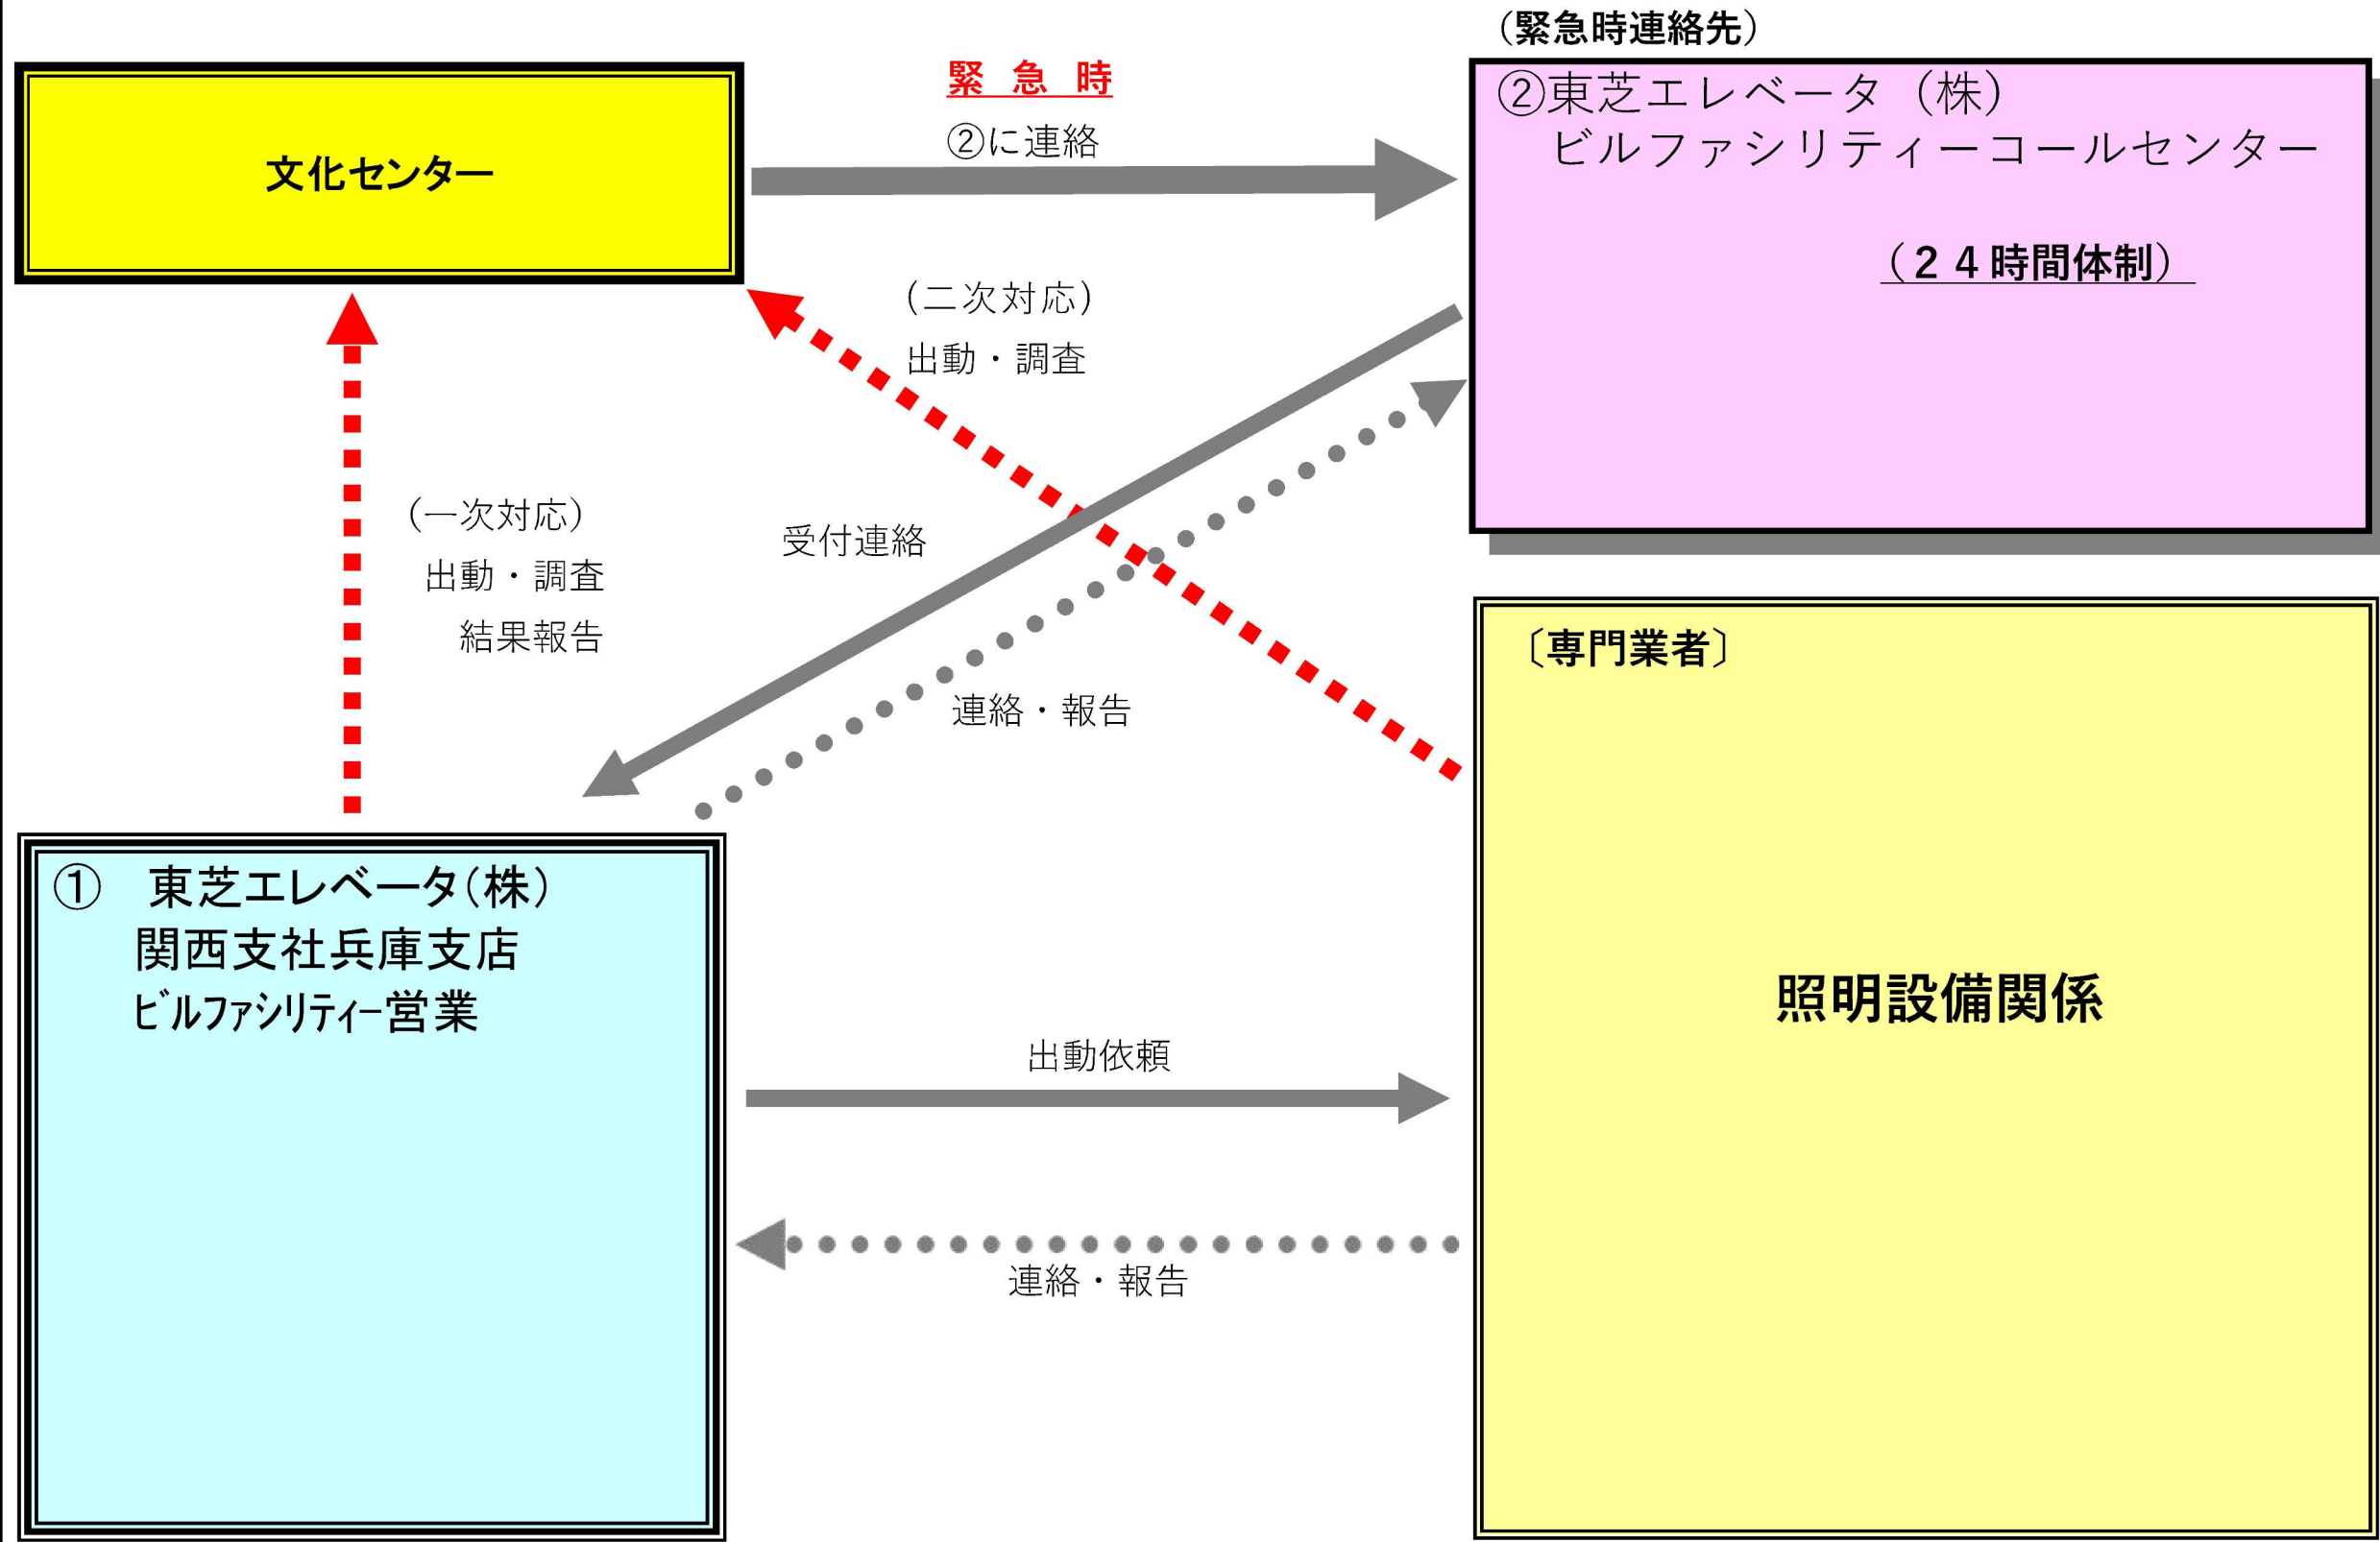 （緊急時連絡先）
緊 急 時
②に連絡
文化センター
②東芝エレベータ（株）
ビルファシリティーコールセンター
（２４時間体制）
（二次対応）
出動・調査
（一次対応）
出動・調査
結果報告
受付連絡
連絡・報告
〔専門業者〕
照明設備関係
①　東芝エレベータ（株）
関西支社兵庫支店
ﾋﾞﾙﾌｧｼﾘﾃｨｰ営業
出動依頼
連絡・報告